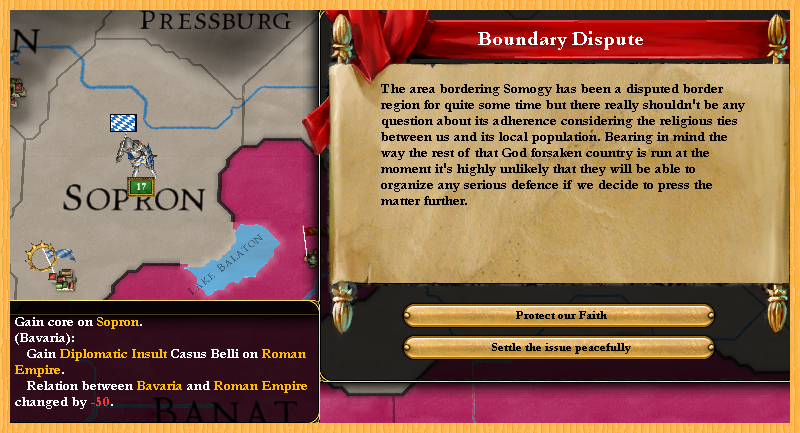 PRESSBURG
N
17
SOPRON
LAKE BALATON
Gain core on Sopron.
(Bavaria):
Gain Diplomatic Insult Casus Belli on Roman
Empire.
Relation between Bavaria and Roman Empire
changed by -50.
BANAT
Boundary Dispute
The area bordering Somogy has been a disputed border
region for quite some time but there really shouldn't be any
question about its adherence considering the religious ties
between us and its local population. Bearing in mind the
way the rest of that God forsaken country is run at the
moment it's highly unlikely that they will be able to
organize any serious defence if we decide to press the
matter further.
Protect our Faith
Settle the issue peacefully